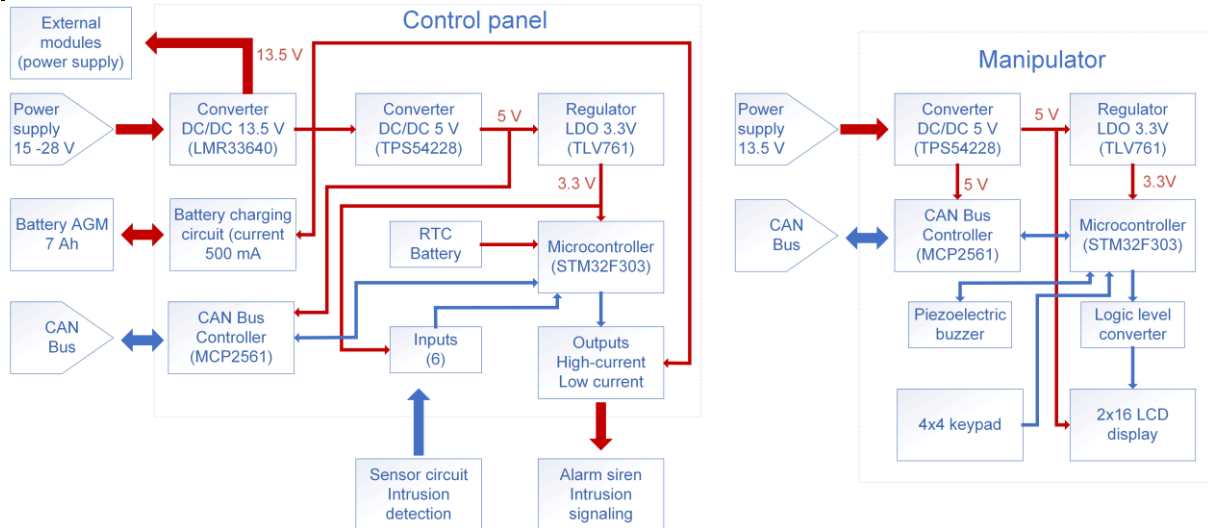 Control panel
External
modules
(power supply)
13.5 V
Power
supply
15 -28 V
Converter
DC/DC 13.5 V
(LMR33640)
Converter
DC/DC 5 V
(TPS54228)
5 V
Regulator
LDO 3.3V
(TLV761)
3.3 V
Battery AGM
7 Ah
Battery charging
circuit (current
500 mA
RTC
Battery
Microcontroller
(STM32F303)
CAN
Bus
CAN Bus
Controller
(MCP2561)
Inputs
(6)
Outputs
High-current
Low current
Sensor circuit
Intrusion
detection
Alarm siren
Intrusion
signaling
Manipulator
Power
supply
13.5 V
Converter
DC/DC 5 V
(TPS54228)
5 V
Regulator
LDO 3.3V
(TLV761)
5 V
3.3V
CAN
Bus
CAN Bus
Controller
(MCP2561)
Microcontroller
(STM32F303)
Piezoelectric
buzzer
Logic level
converter
4x4 keypad
2x16 LCD
display